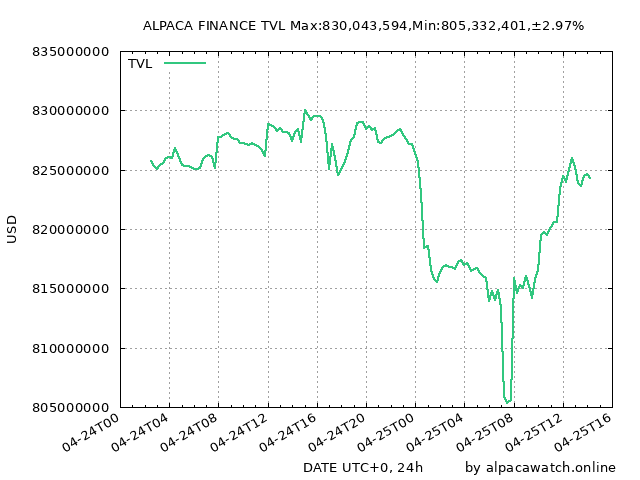 ALPACA FINANCE TVL Max:830,043,594,Min:805,332,401,±2.97%
TVL
835000000
830000000
825000000
820000000
815000000
810000000
805000000
USD
04-24T00
04-24T04
04-24T08
04-24T12
04-24T16
04-24T20
04-25T00
04-25T04
04-25T08
04-25T12
04-25T16
DATE UTC+0, 24h
by alpacawatch.online